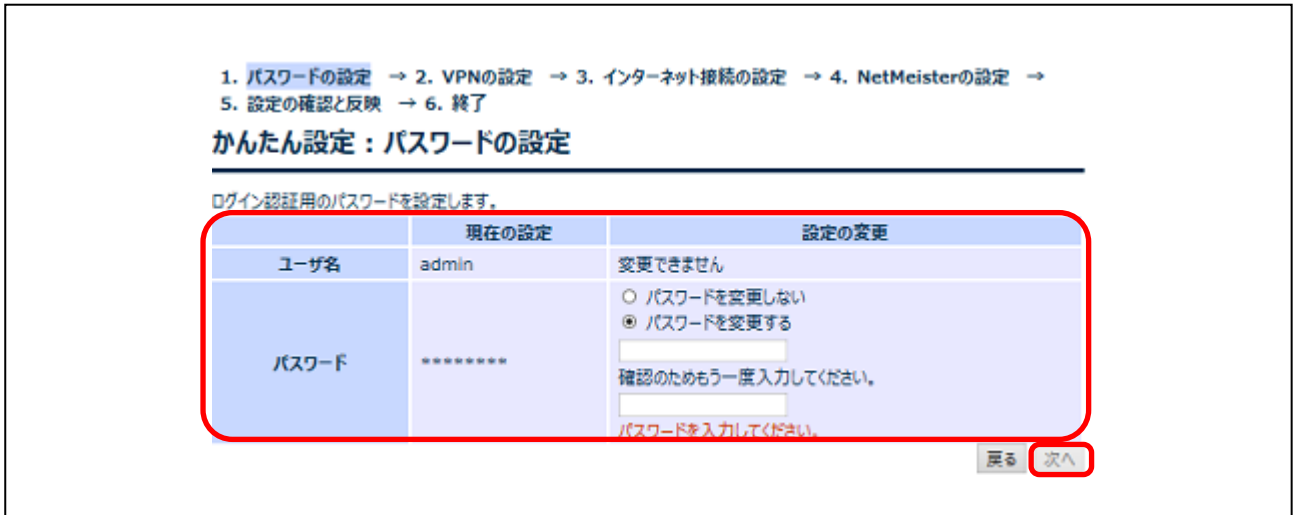 1. パスワードの設定 → 2. VPNの設定 → 3. インターネット接続の設定 → 4. NetMeisterの設定 →
5. 設定の確認と反映 → 6. 終了
かんたん設定：パスワードの設定
ログイン認証用のパスワードを設定します。
現在の設定 設定の変更
ユーザ名 admin 変更できません
パスワードを変更しない
パスワードを変更する
パスワード ********
確認のためもう一度入力してください。
パスワードを入力してください。
戻る 次へ